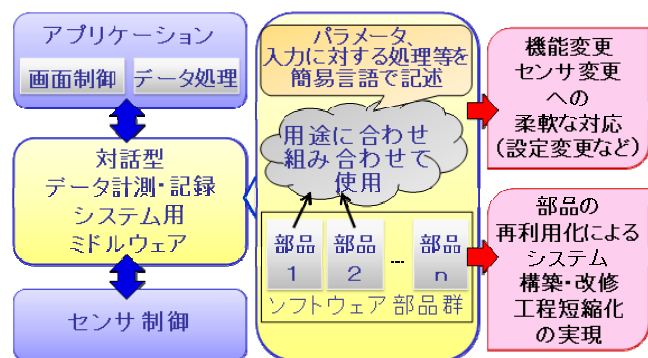 アプリケーション
画面制御
データ処理
対話型
データ計測・記録
システム用
ミドルウェア
センサ制御
パラメータ、
入力に対する処理等を
簡易言語で記述
用途に合わせ
組み合わせて
使用
部品
1
部品
2
...
部品
n
ソフトウェア部品群
機能変更
センサ変更
への
柔軟な対応
(設定変更など)
部品の
再利用化による
システム
構築・改修
工程短縮化
の実現